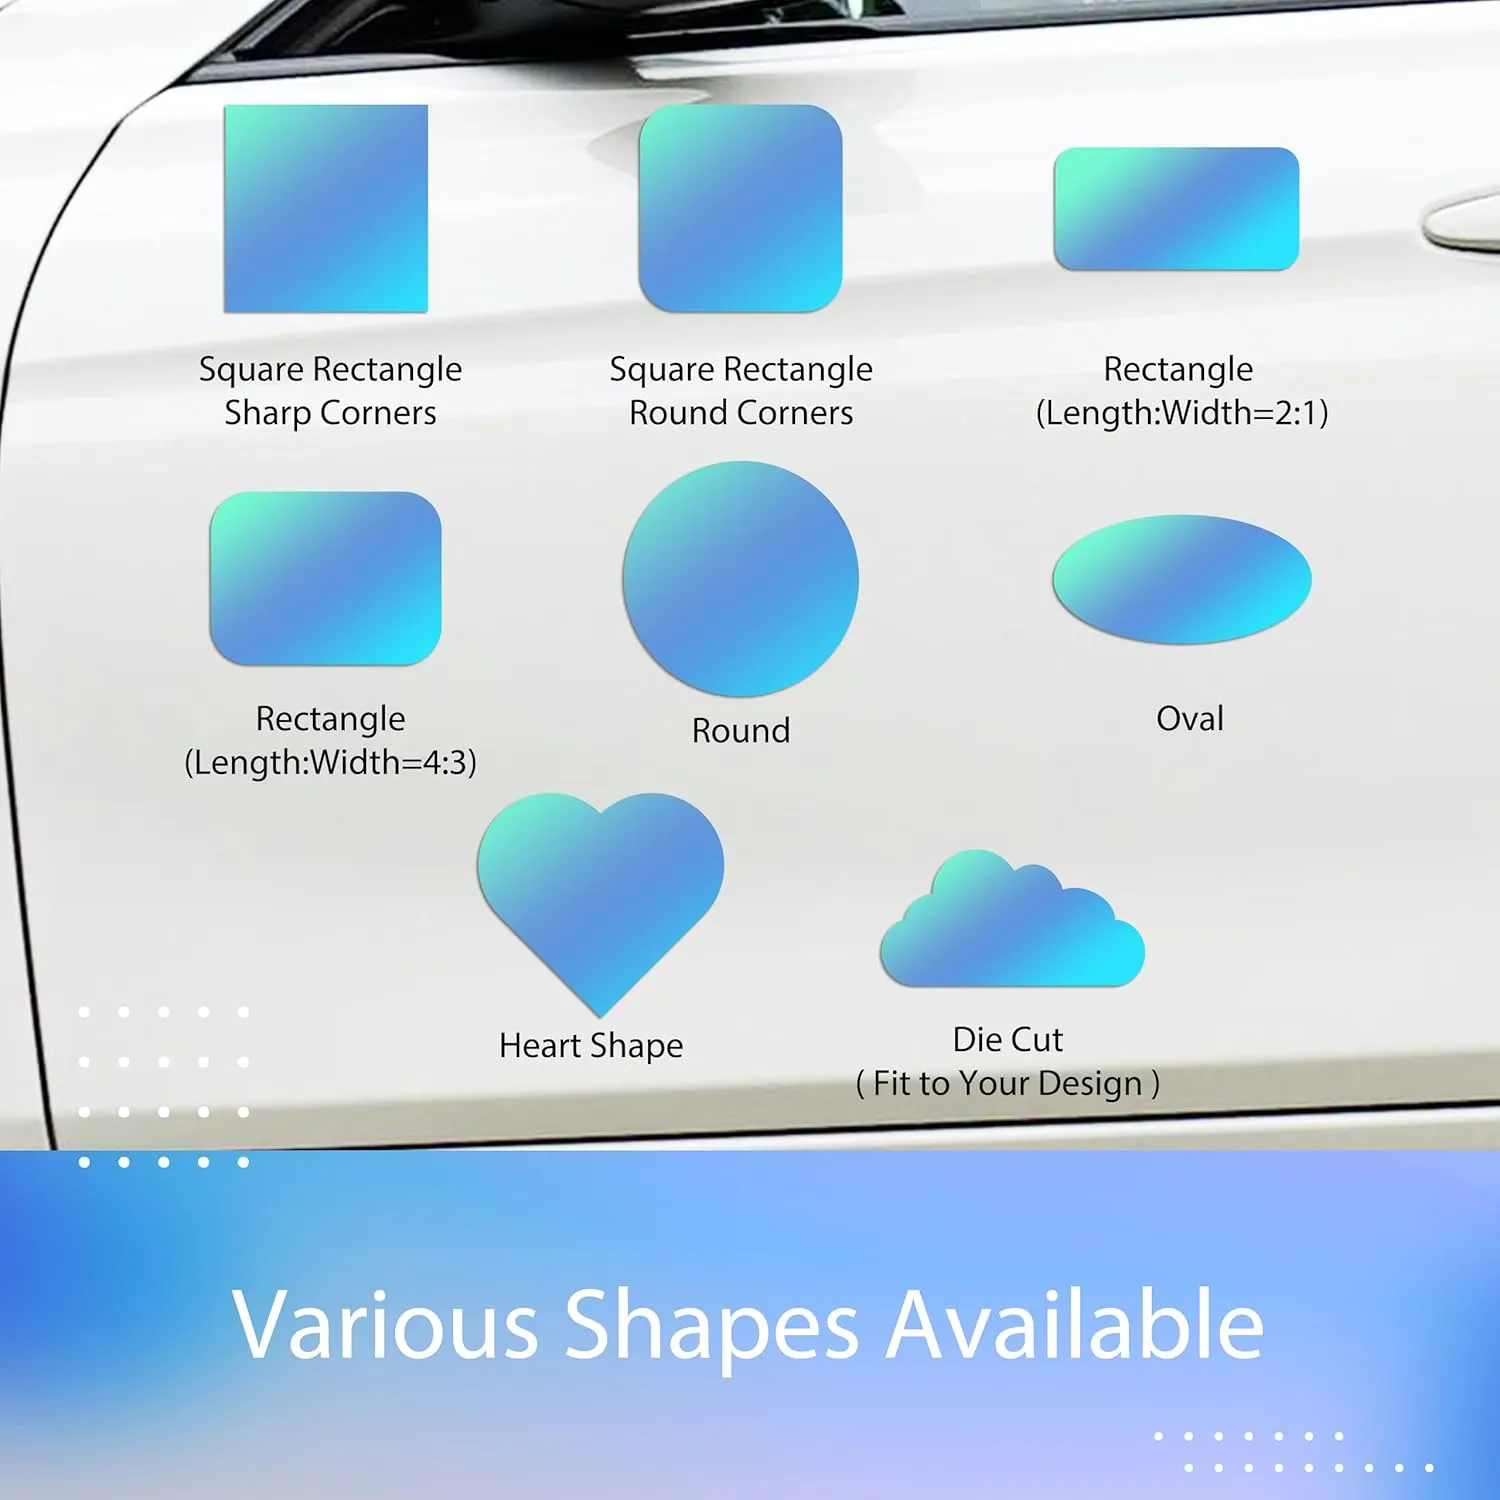 Square Rectangle
Sharp Corners
Square Rectangle
Round Corners
Rectangle
(Length:Width=2:1)
Rectangle
(Length:Width=4:3)
Round
Oval
Heart Shape
Die Cut
( Fit to Your Design )
Various Shapes Available